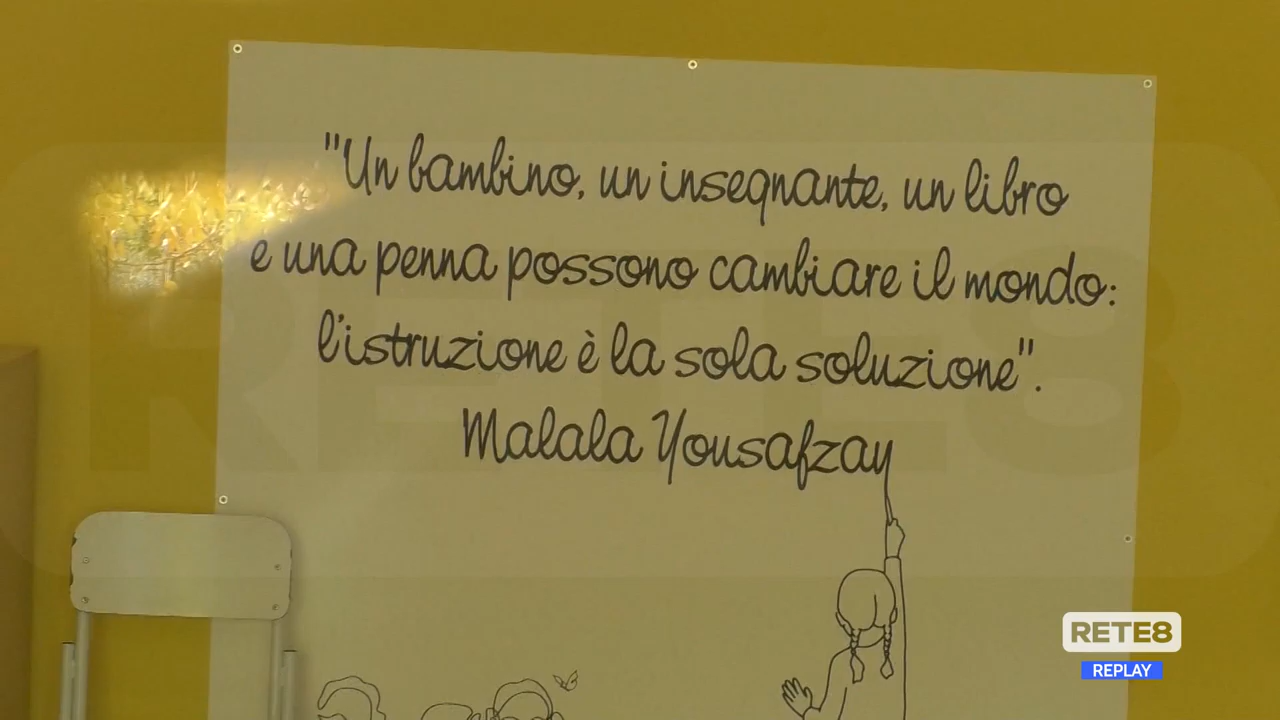 "Un bambino, un insegnante, un libro
e una penna possono cambiare il mondo:
l'istruzione è la sola soluzione".
Malala Yousafzay
RETE8
RETE8
REPLAY